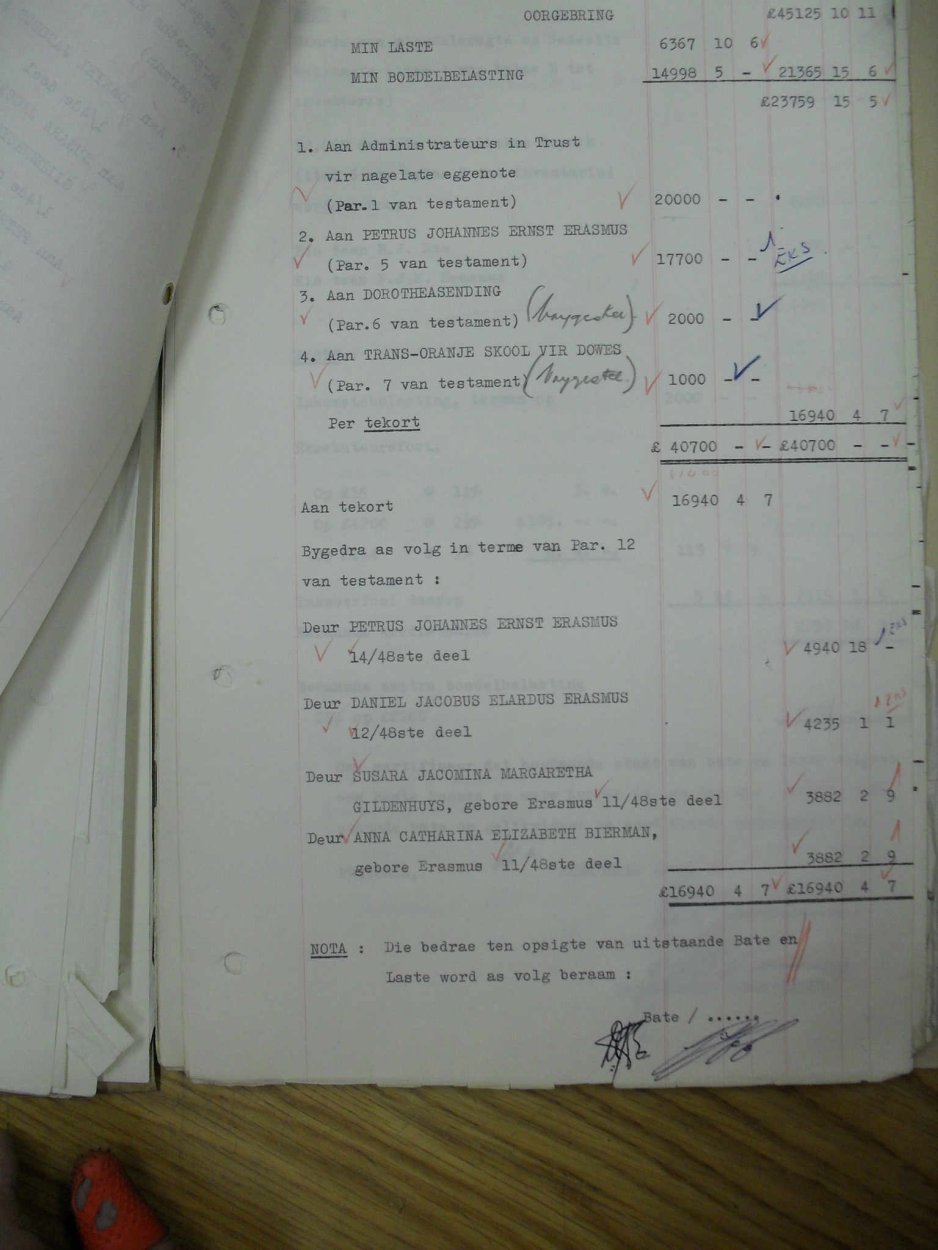 OORGEBRING £45125 10 11
MIN LASTE 6367 10 6
MIN BOEDELBELASTING 14998 5 - 21365 15 6
£23759 15 5
1. Aan Administrateurs in Trust
vir nagelate eggenote
(Par.1 van testament) 20000 - -
2. Aan PETRUS JOHANNES ERNST ERASMUS
(Par. 5 van testament) 17700 - - EKS
3. Aan DOROTHEASENDING
(Par.6 van testament) (Vrygestel) 2000 - -
4. Aan TRANS-ORANJE SKOOL VIR DOWES
(Par. 7 van testament) (Vrygestel) 1000 - -
Per tekort 16940 4 7
£ 40700 - - £40700 - -
Aan tekort 16940 4 7
Bygedra as volg in terme van Par. 12
van testament :
Deur PETRUS JOHANNES ERNST ERASMUS
14/48ste deel 4940 18 -
Deur DANIEL JACOBUS ELARDUS ERASMUS
12/48ste deel 4235 1 1
Deur SUSARA JACOMINA MARGARETHA
GILDENHUYS, gebore Erasmus 11/48ste deel 3882 2 9
Deur ANNA CATHARINA ELIZABETH BIERMAN,
gebore Erasmus 11/48ste deel 3882 2 9
£16940 4 7 £16940 4 7
NOTA : Die bedrae ten opsigte van uitstaande Bate en
Laste word as volg beraam :
Bate / ......